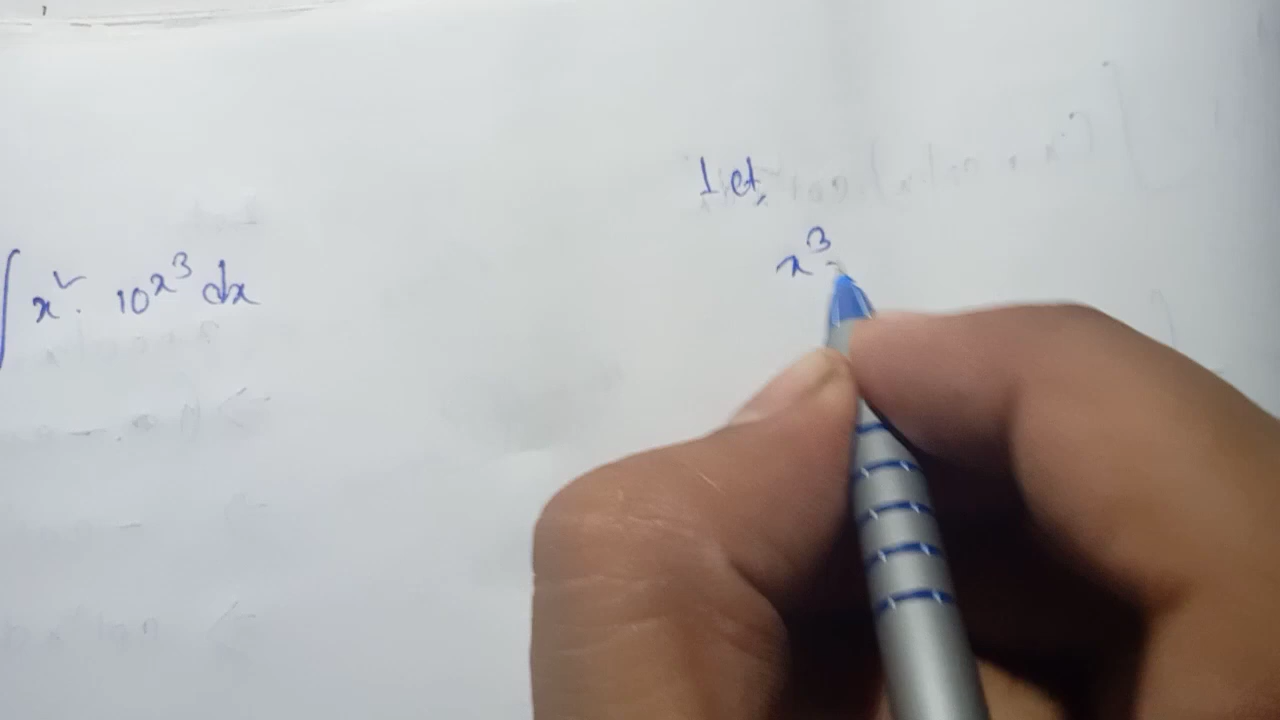 ∫ x². 10^x³ dx
Let,
x³